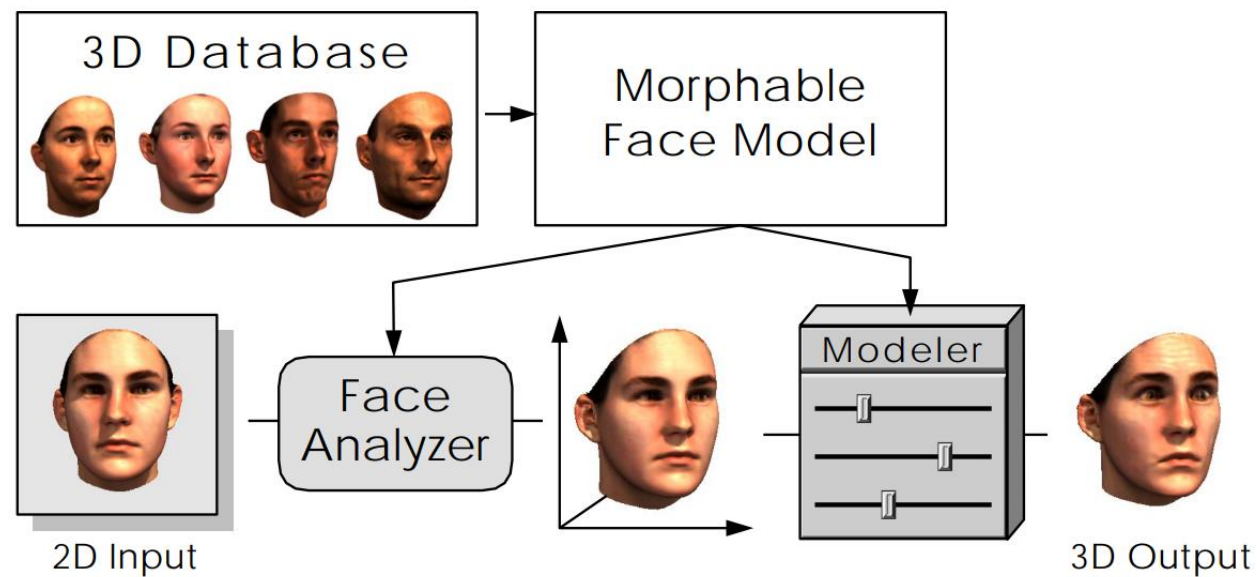 3D Database
Morphable
Face Model
Modeler
Face
Analyzer
2D Input
3D Output